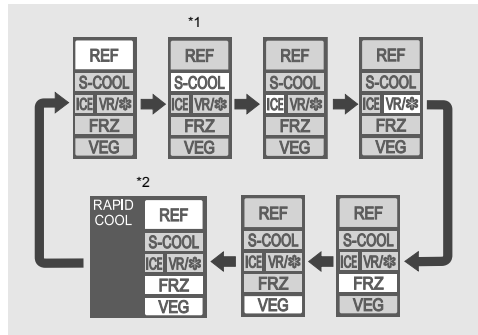 *1
REF
S-COOL
ICE VR/❄
FRZ
VEG
REF
S-COOL
ICE VR/❄
FRZ
VEG
REF
S-COOL
ICE VR/❄
FRZ
VEG
REF
S-COOL
ICE VR/❄
FRZ
VEG
*2
RAPID
COOL
REF
S-COOL
ICE VR/❄
FRZ
VEG
REF
S-COOL
ICE VR/❄
FRZ
VEG
REF
S-COOL
ICE VR/❄
FRZ
VEG